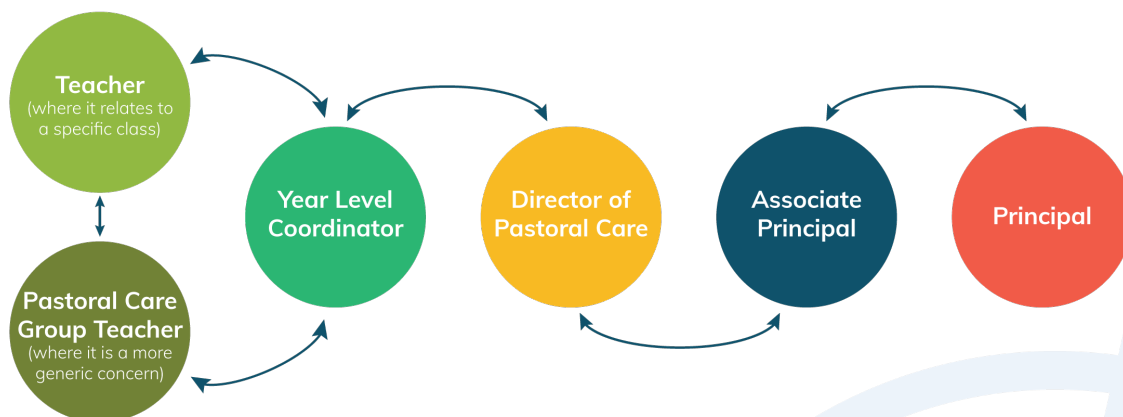 Teacher
(where it relates to
a specific class)
Pastoral Care
Group Teacher
(where it is a more
generic concern)
Year Level
Coordinator
Director of
Pastoral Care
Associate
Principal
Principal